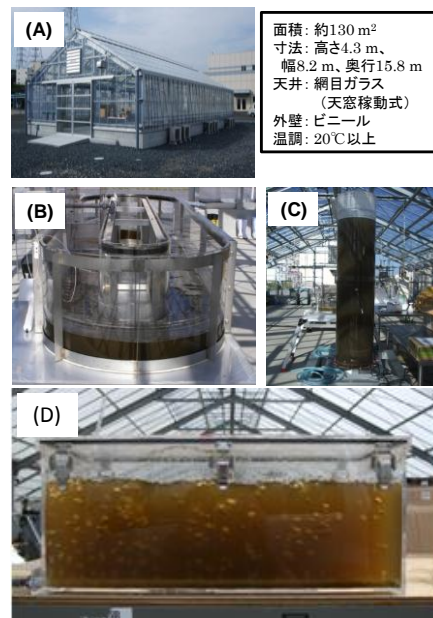 (A)
面積: 約130 m²
寸法: 高さ4.3 m、
幅8.2 m、奥行15.8 m
天井: 網目ガラス
(天窓稼動式)
外壁: ビニール
温調: 20℃以上
(B)
(C)
(D)